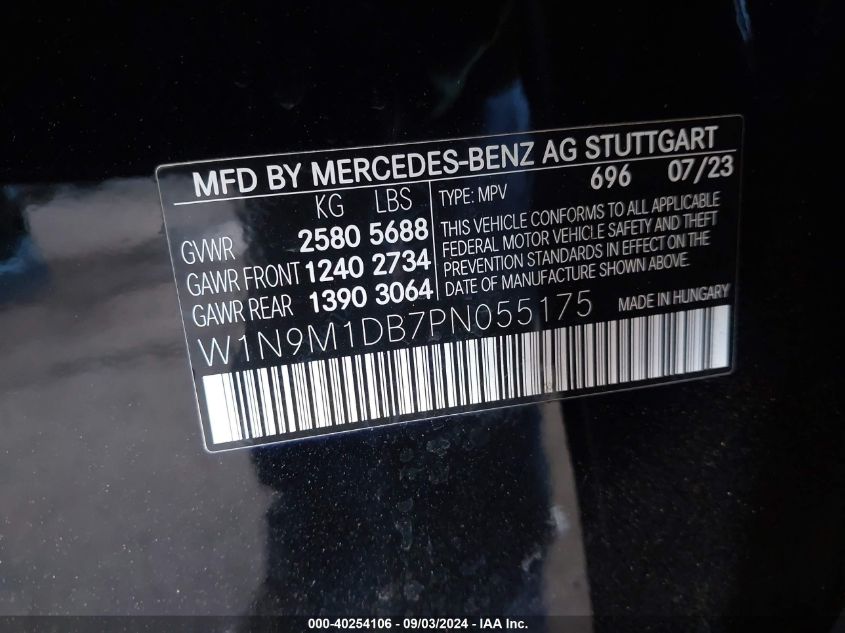 MFD BY MERCEDES-BENZ AG STUTTGART
KG LBS
GVWR 2580 5688
GAWR FRONT 1240 2734
GAWR REAR 1390 3064
696 07/23
TYPE: MPV
THIS VEHICLE CONFORMS TO ALL APPLICABLE
FEDERAL MOTOR VEHICLE SAFETY AND THEFT
PREVENTION STANDARDS IN EFFECT ON THE
DATE OF MANUFACTURE SHOWN ABOVE.
W1N9M1DB7PN055175
MADE IN HUNGARY
000-40254106 - 09/03/2024 - IAA Inc.